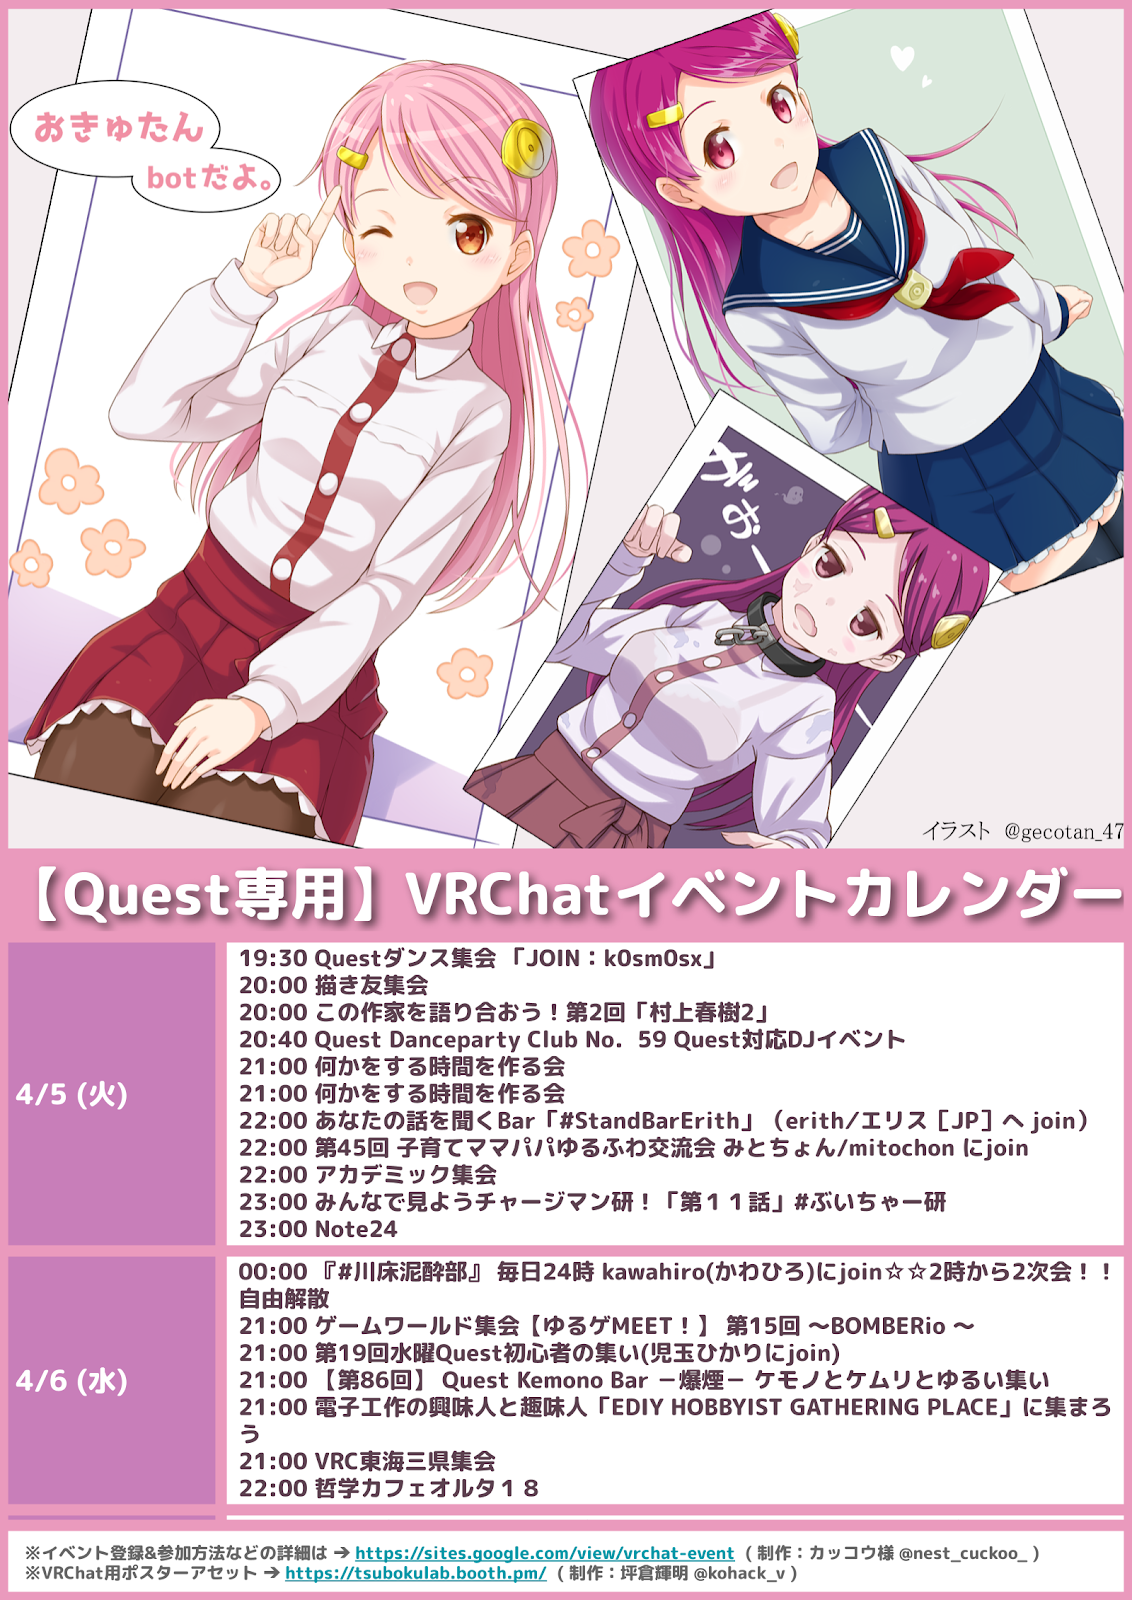 おきゅたん
botだよ。
がおー
イラスト @gecotan_47
【Quest専用】VRChatイベントカレンダー
4/5 (火)
19:30 Questダンス集会 「JOIN：k0sm0sx」
20:00 描き友集会
20:00 この作家を語り合おう！第2回「村上春樹2」
20:40 Quest Danceparty Club No．59 Quest対応DJイベント
21:00 何かをする時間を作る会
21:00 何かをする時間を作る会
22:00 あなたの話を聞くBar「#StandBarErith」（erith/エリス［JP］へ join）
22:00 第45回 子育てママパパゆるふわ交流会 みとちょん/mitochon にjoin
22:00 アカデミック集会
23:00 みんなで見ようチャージマン研！「第１１話」#ぶいちゃー研
23:00 Note24
4/6 (水)
00:00 『#川床泥酔部』 毎日24時 kawahiro(かわひろ)にjoin☆☆2時から2次会！！
自由解散
21:00 ゲームワールド集会【ゆるゲMEET！】 第15回 ～BOMBERio ～
21:00 第19回水曜Quest初心者の集い(児玉ひかりにjoin)
21:00 【第86回】 Quest Kemono Bar －爆煙－ ケモノとケムリとゆるい集い
21:00 電子工作の興味人と趣味人「EDIY HOBBYIST GATHERING PLACE」に集まろ
う
21:00 VRC東海三県集会
22:00 哲学カフェオルタ１８
※イベント登録&参加方法などの詳細は → https://sites.google.com/view/vrchat-event ( 制作：カッコウ様 @nest_cuckoo_ )
※VRChat用ポスターアセット → https://tsubokulab.booth.pm/ ( 制作：坪倉輝明 @kohack_v )